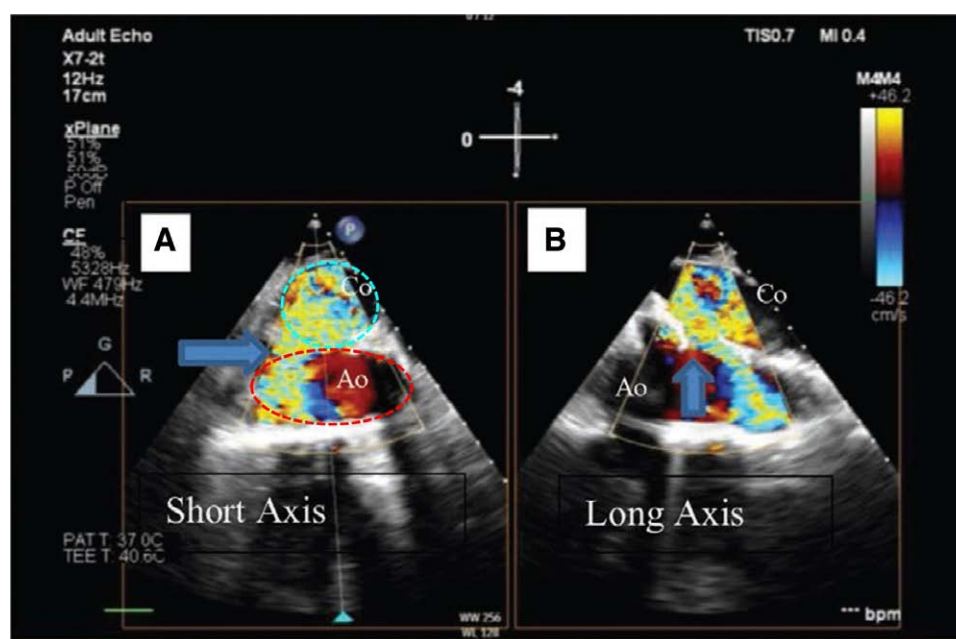 Adult Echo
X7-2t
12Hz
17cm
TIS0.7 MI 0.4
-4
0
M4M4
+46.2
-46.2
cm/s
xPlane
51%
51%
P Off
Pen
CF
48%
5328Hz
WF 479Hz
4.4MHz
G
P R
A
P
Co
Ao
Short Axis
B
Co
Ao
Long Axis
PAT T: 37.0C
TEE T: 40.6C
WW 256
WL 128
--- bpm